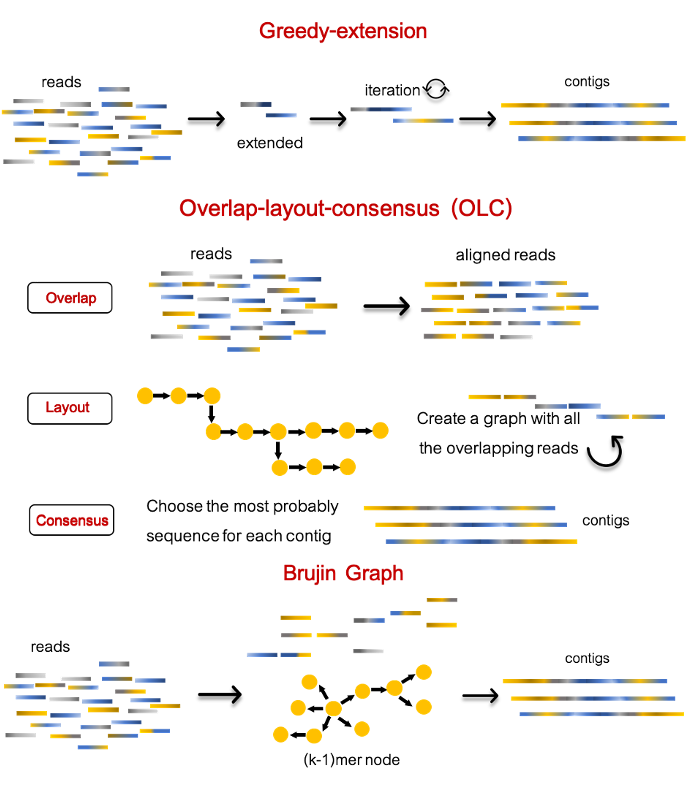 Greedy-extension
reads
extended
iteration
contigs
Overlap-layout-consensus (OLC)
Overlap
reads
aligned reads
Layout
Create a graph with all
the overlapping reads
Consensus
Choose the most probably
sequence for each contig
contigs
Brujin Graph
reads
(k-1)mer node
contigs